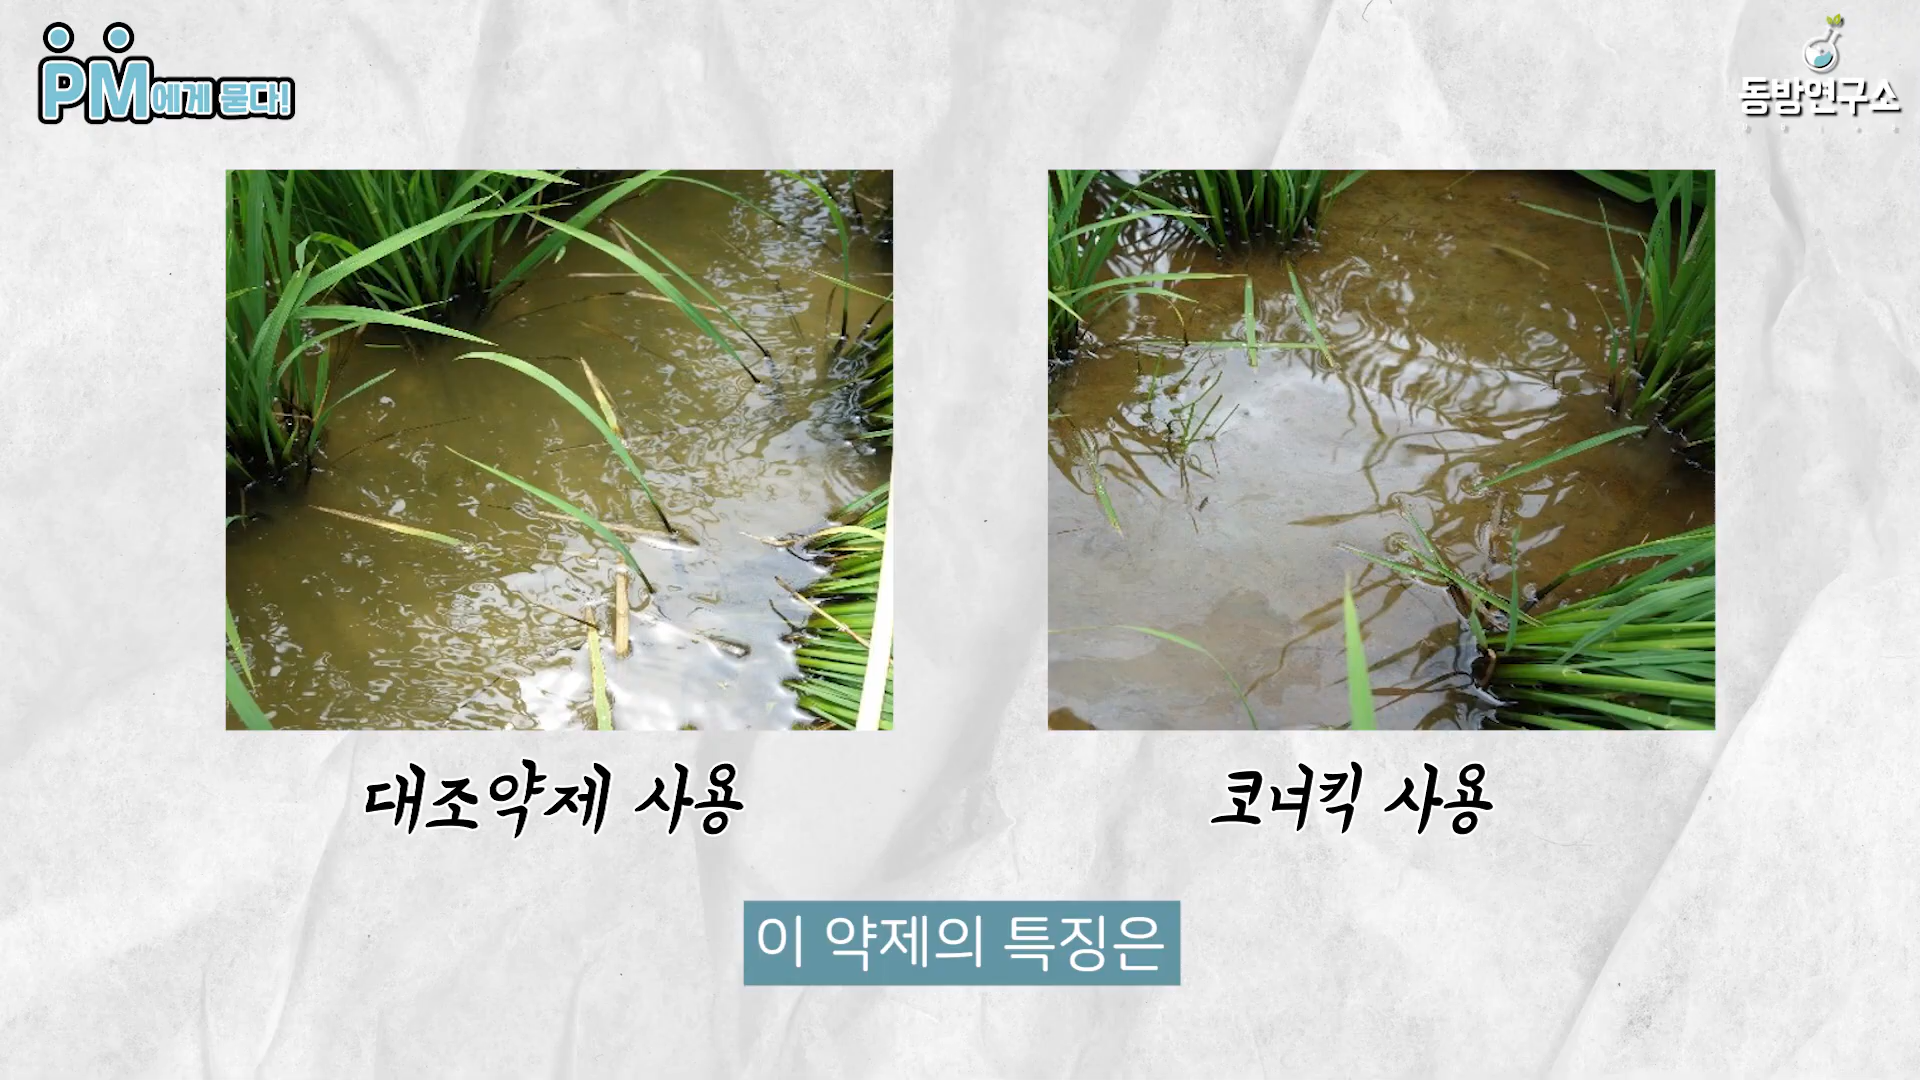 PM에게 묻다!
동방연구소
대조약제 사용
코너킥 사용
이 약제의 특징은